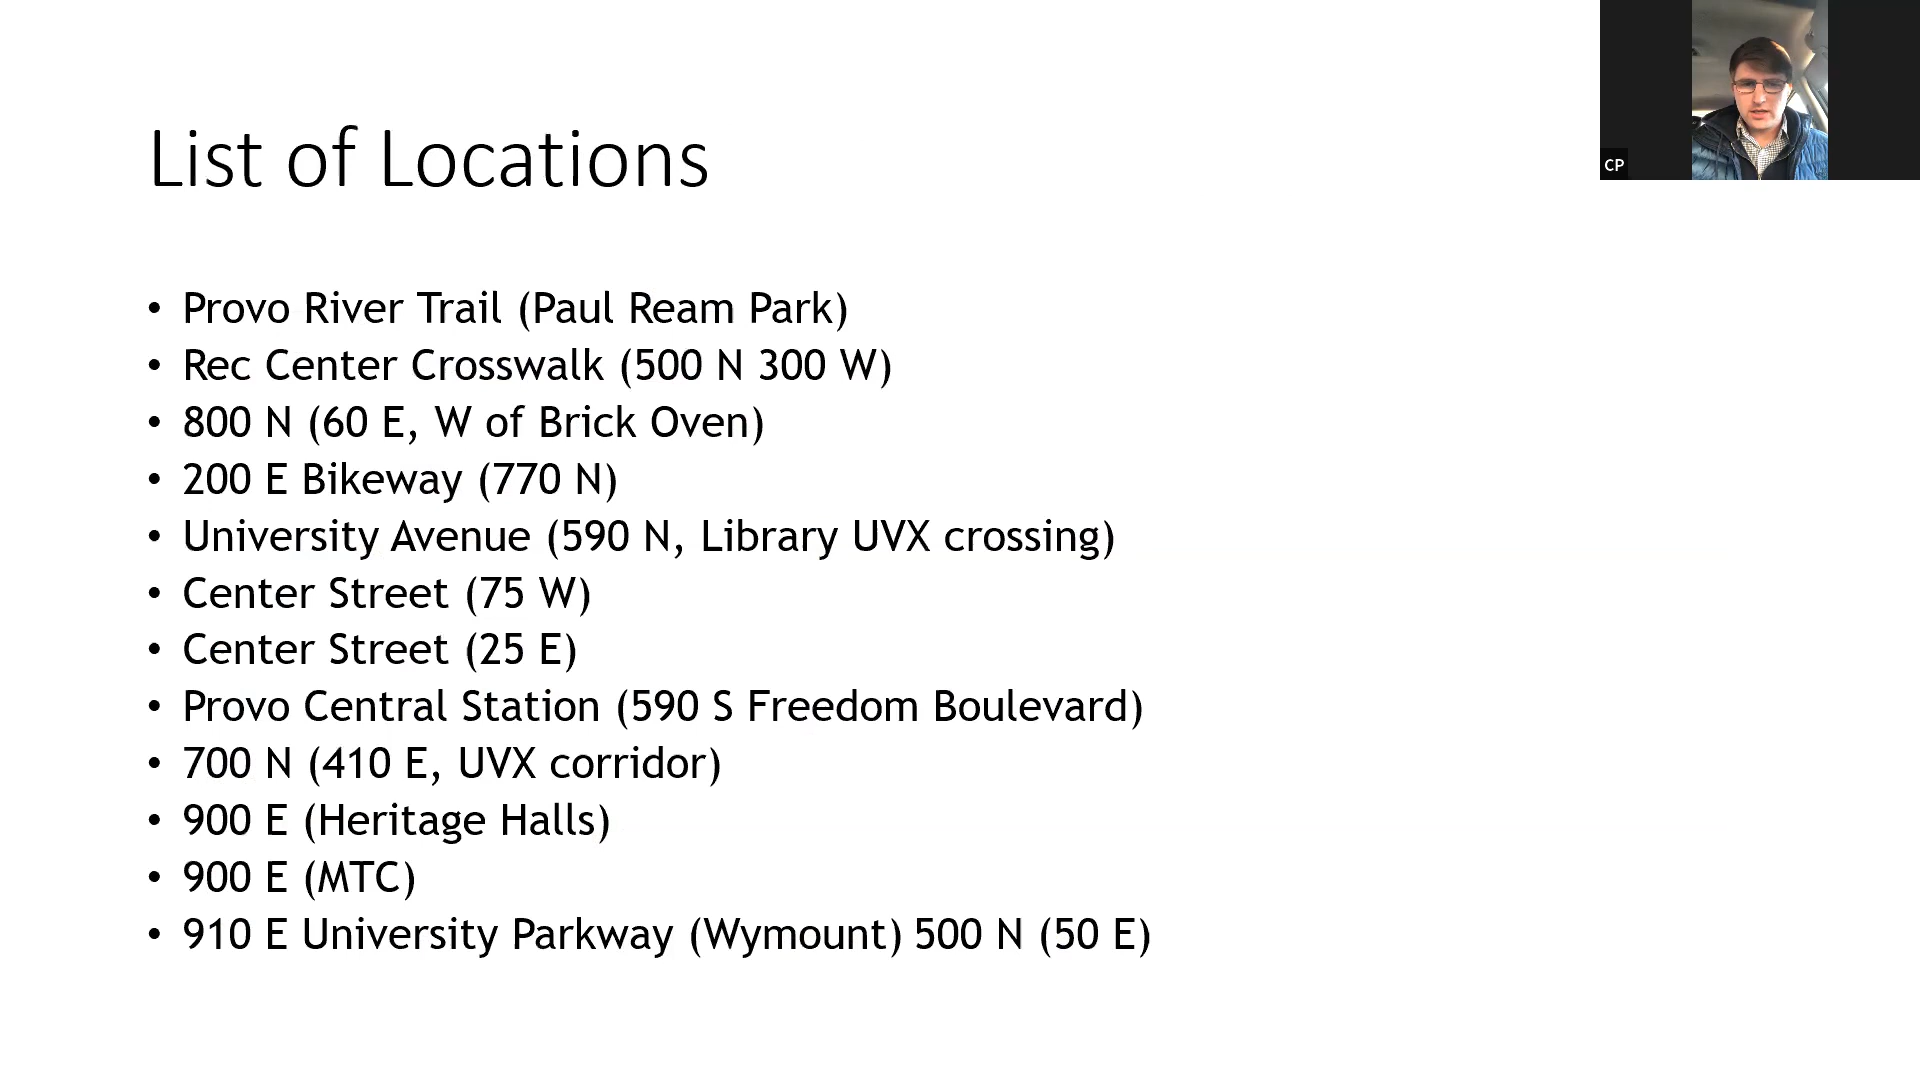 List of Locations
CP
• Provo River Trail (Paul Ream Park)
• Rec Center Crosswalk (500 N 300 W)
• 800 N (60 E, W of Brick Oven)
• 200 E Bikeway (770 N)
• University Avenue (590 N, Library UVX crossing)
• Center Street (75 W)
• Center Street (25 E)
• Provo Central Station (590 S Freedom Boulevard)
• 700 N (410 E, UVX corridor)
• 900 E (Heritage Halls)
• 900 E (MTC)
• 910 E University Parkway (Wymount) 500 N (50 E)